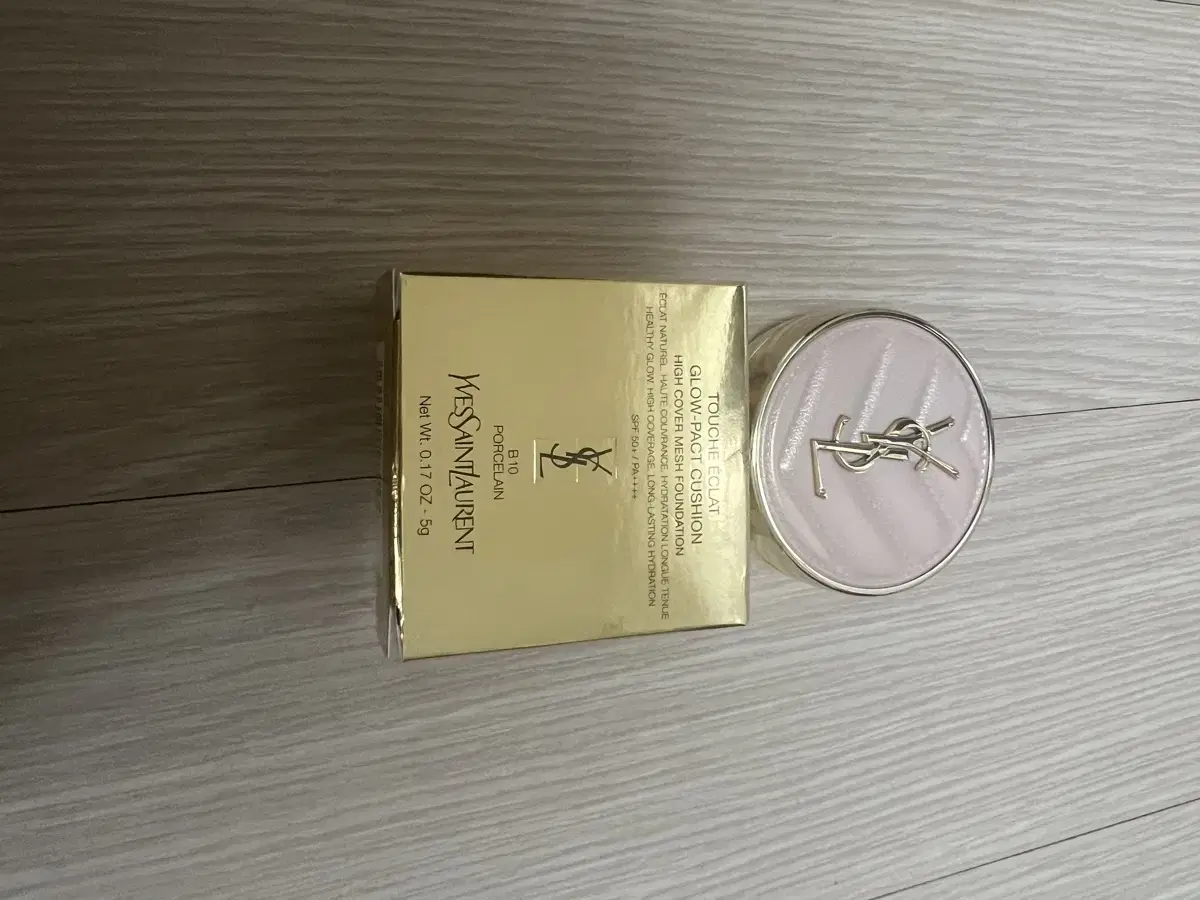 TOUCHE ÉCLAT
GLOW-PACT CUSHION
HIGH COVER MESH FOUNDATION
ÉCLAT NATUREL, HAUTE COUVRANCE, HYDRATATION LONGUE TENUE
HEALTHY GLOW, HIGH COVERAGE, LONG-LASTING HYDRATION
SPF 50+ / PA++++
YSL
B10
PORCELAIN
YVESSAINTLAURENT
Net Wt. 0.17 OZ - 5g
YSL